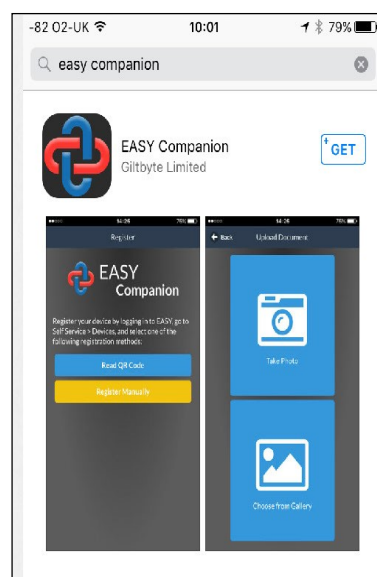 -82 O2-UK 10:01 79%
easy companion
EASY Companion
Giltbyte Limited
+GET
14:26 76%
Register
EASY
Companion
Register your device by logging in to EASY, go to
Self Service > Devices, and select one of the
following registration methods:
Read QR Code
Register Manually
14:26 76%
Back Upload Document
Take Photo
Choose from Gallery